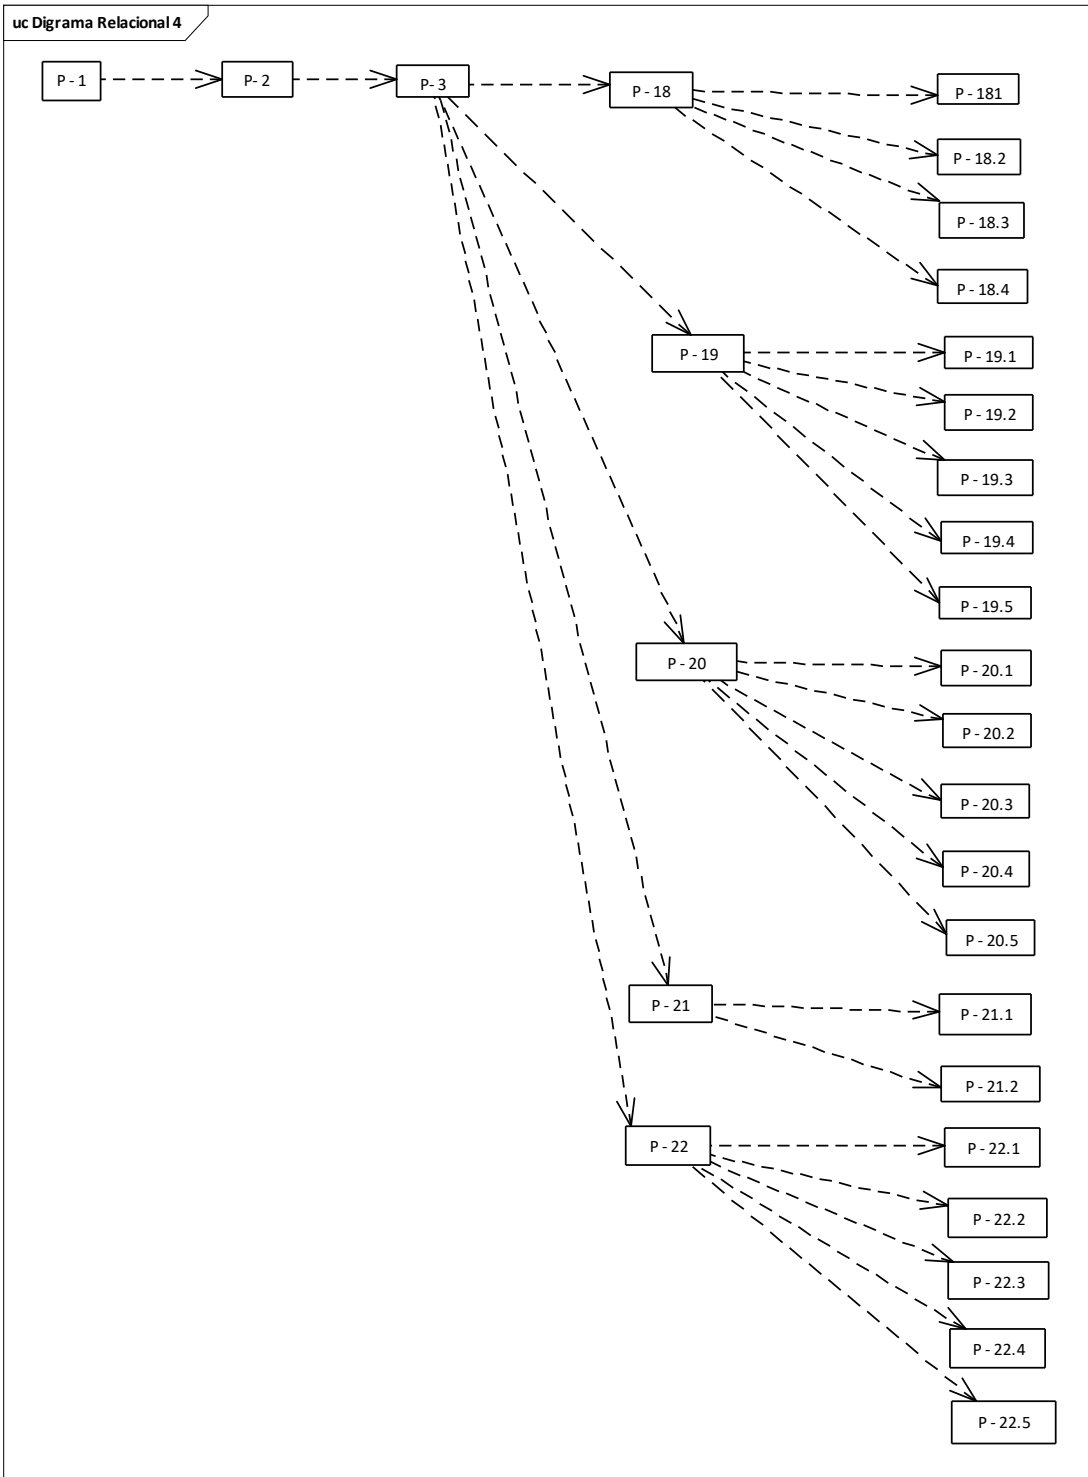 uc Digrama Relacional 4
P - 1
P- 2
P- 3
P - 18
P - 181
P - 18.2
P - 18.3
P - 18.4
P - 19
P - 19.1
P - 19.2
P - 19.3
P - 19.4
P - 19.5
P - 20
P - 20.1
P - 20.2
P - 20.3
P - 20.4
P - 20.5
P - 21
P - 21.1
P - 21.2
P - 22
P - 22.1
P - 22.2
P - 22.3
P - 22.4
P - 22.5